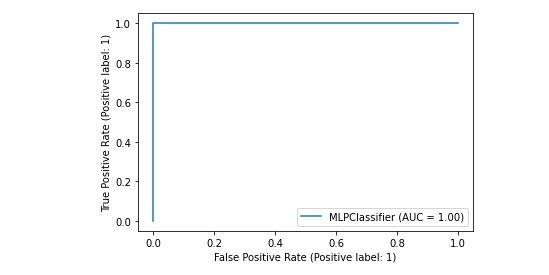 True Positive Rate (Positive label: 1)
1.0
0.8
0.6
0.4
0.2
0.0
MLPClassifier (AUC = 1.00)
0.0 0.2 0.4 0.6 0.8 1.0
False Positive Rate (Positive label: 1)